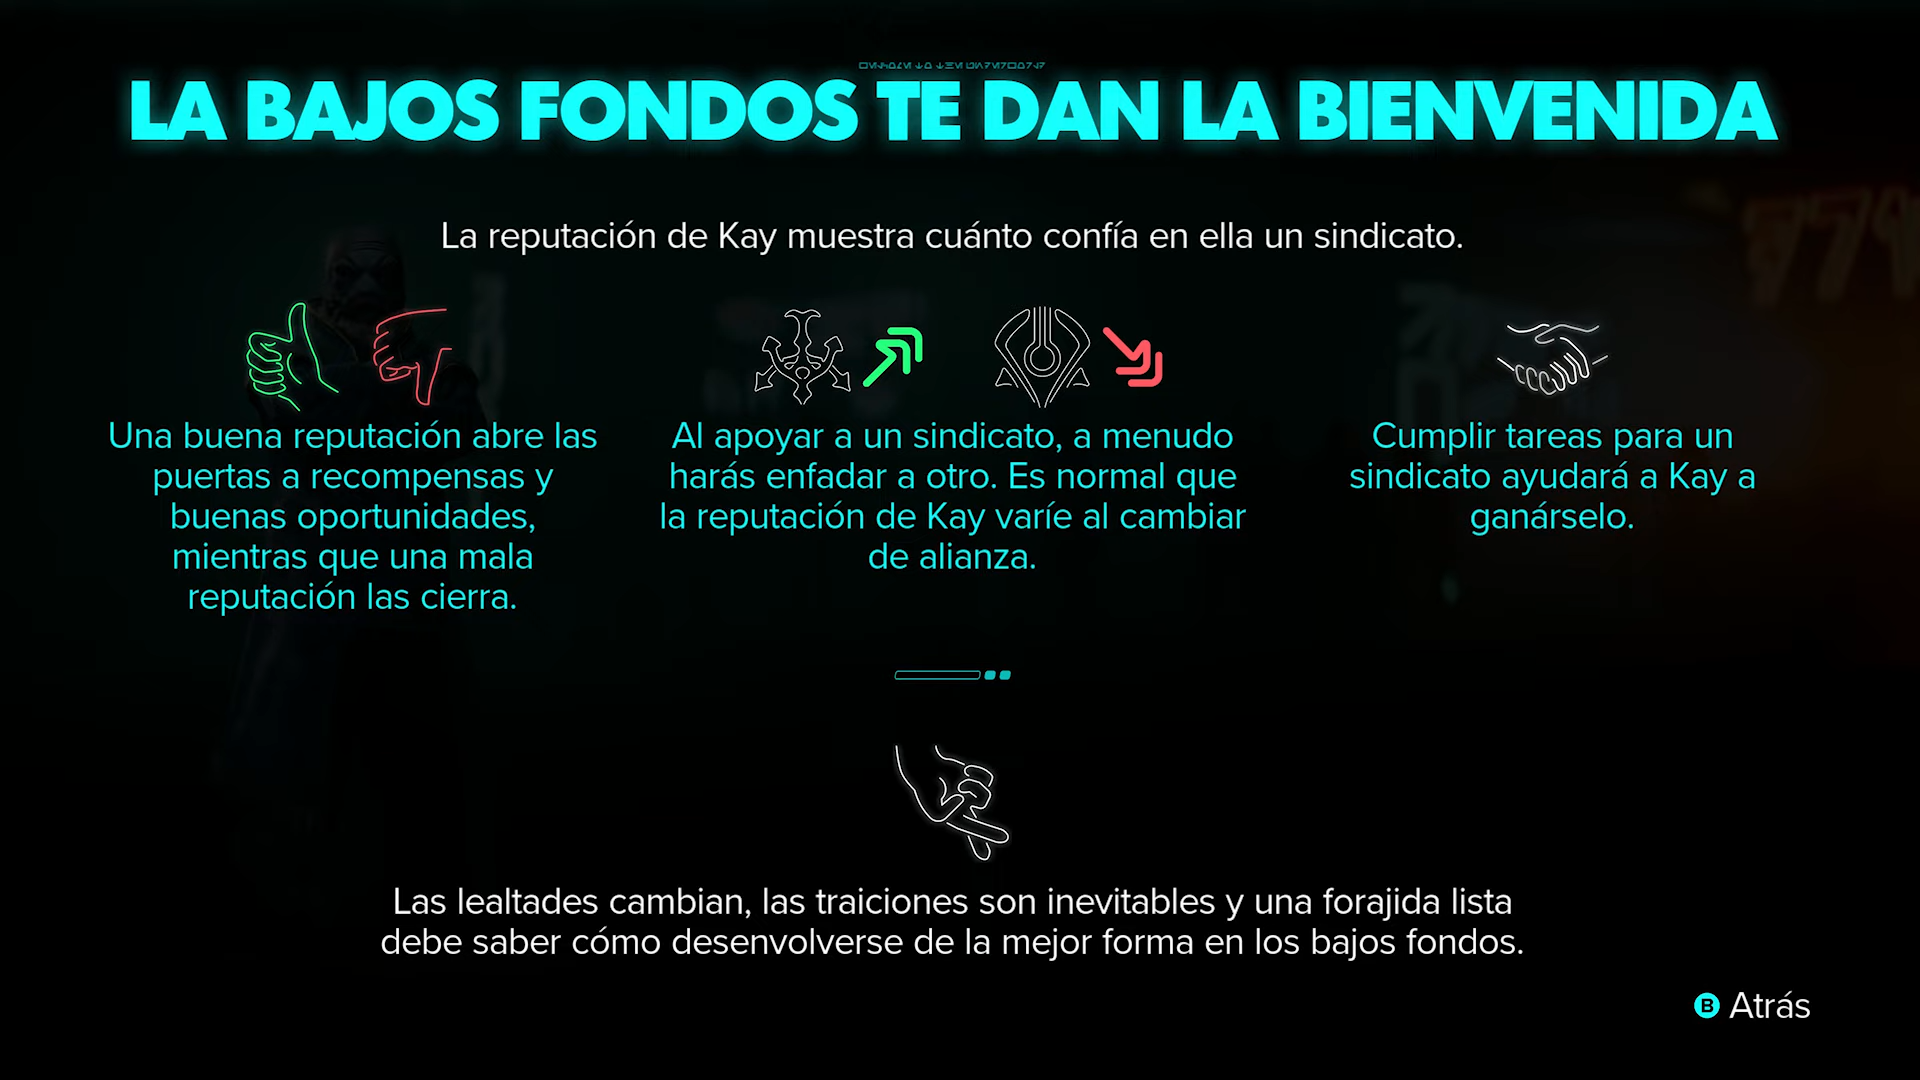 LA BAJOS FONDOS TE DAN LA BIENVENIDA
La reputación de Kay muestra cuánto confía en ella un sindicato.
Una buena reputación abre las
puertas a recompensas y
buenas oportunidades,
mientras que una mala
reputación las cierra.
Al apoyar a un sindicato, a menudo
harás enfadar a otro. Es normal que
la reputación de Kay varíe al cambiar
de alianza.
Cumplir tareas para un
sindicato ayudará a Kay a
ganárselo.
Las lealtades cambian, las traiciones son inevitables y una forajida lista
debe saber cómo desenvolverse de la mejor forma en los bajos fondos.
B Atrás